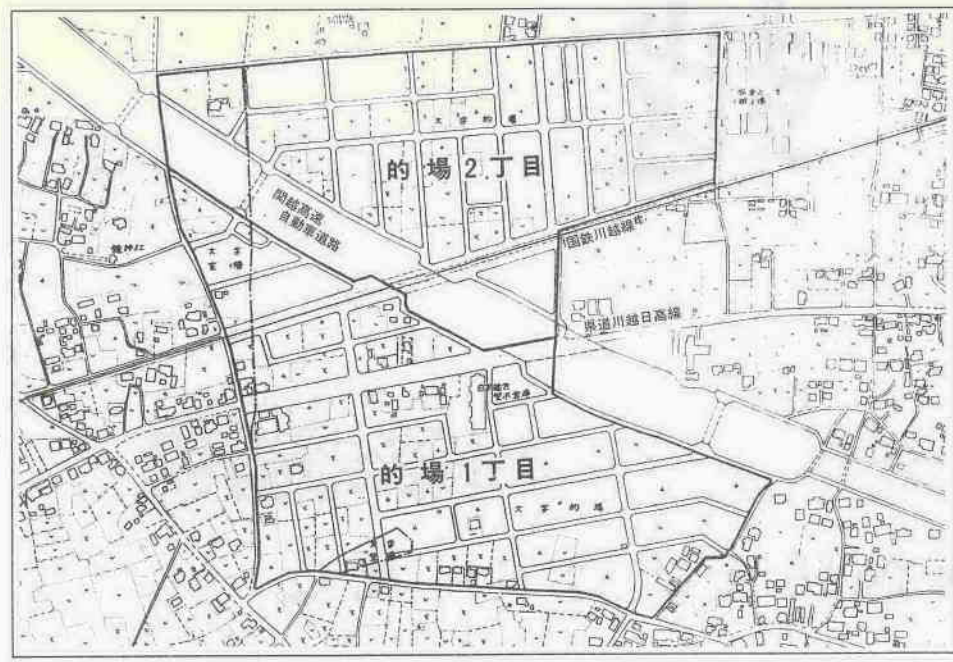 大字的場
的場2丁目
関越高速
自動車道路
国鉄川越線
県道川越日高線
的場1丁目
大字的場